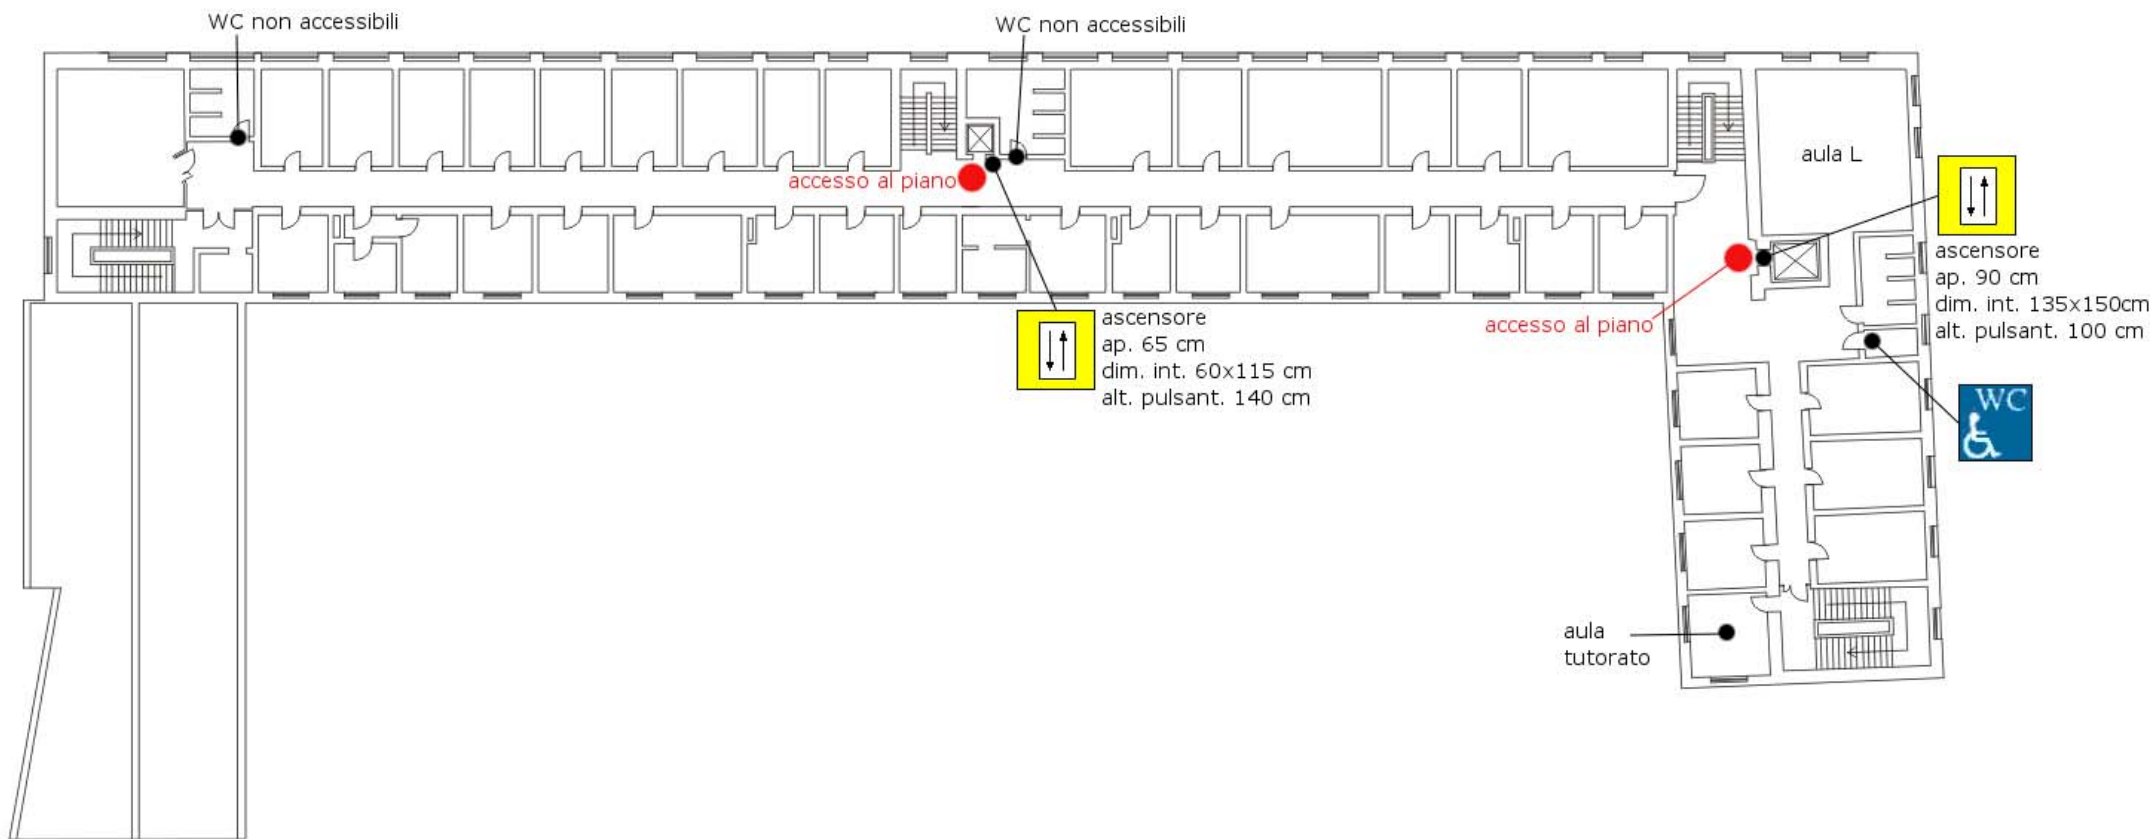 WC non accessibili
WC non accessibili
aula L
accesso al piano
ascensore
ap. 90 cm
dim. int. 135x150cm
alt. pulsant. 100 cm
accesso al piano
ascensore
ap. 65 cm
dim. int. 60x115 cm
alt. pulsant. 140 cm
WC
aula
tutorato